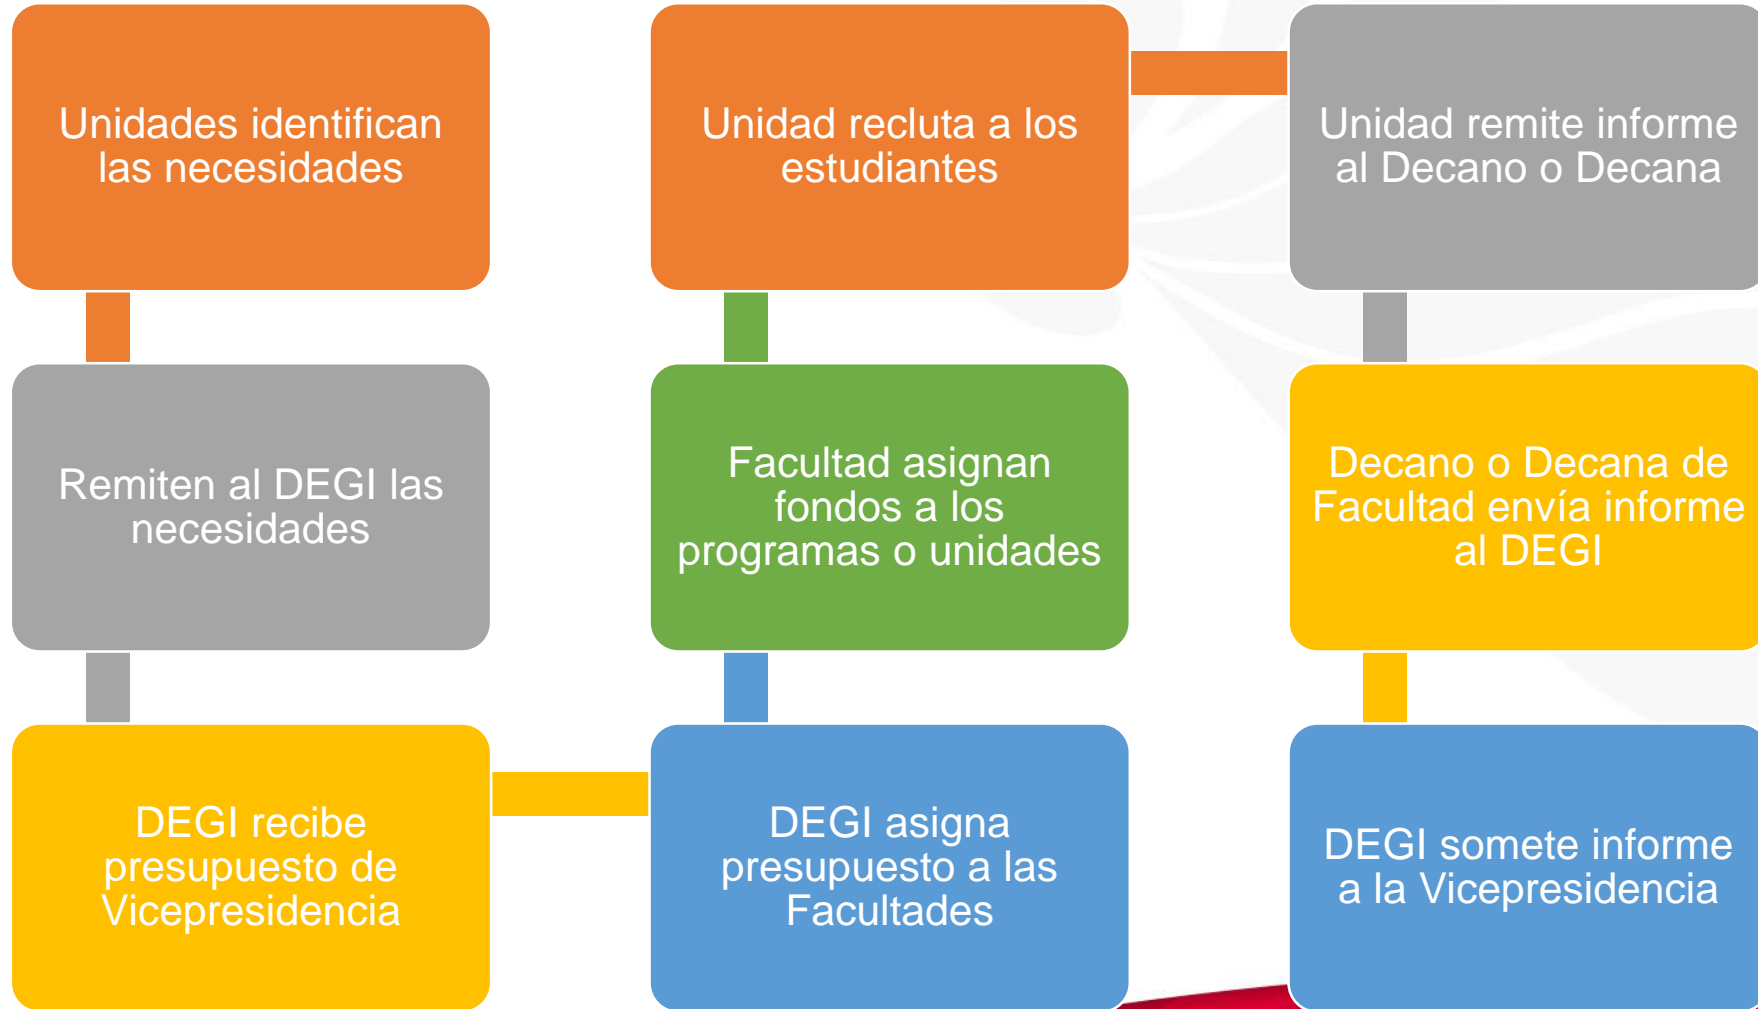 Unidades identifican
las necesidades
Remiten al DEGI las
necesidades
DEGI recibe
presupuesto de
Vicepresidencia
DEGI asigna
presupuesto a las
Facultades
Facultad asignan
fondos a los
programas o unidades
Unidad recluta a los
estudiantes
Unidad remite informe
al Decano o Decana
Decano o Decana de
Facultad envía informe
al DEGI
DEGI somete informe
a la Vicepresidencia